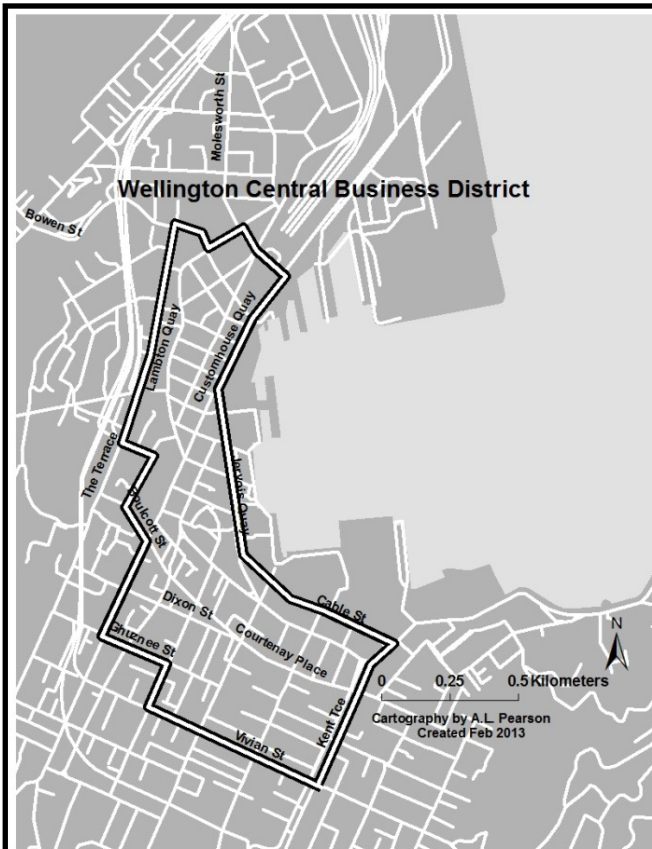 Molesworth St
Wellington Central Business District
Bowen St
Lambton Quay
Customhouse Quay
The Terrace
Jervois Quay
Boulcott St
Dixon St
Cable St
Ghuznee St
Courtenay Place
N
0 0.25 0.5 Kilometers
Kent Tce
Cartography by A.L. Pearson
Created Feb 2013
Vivian St